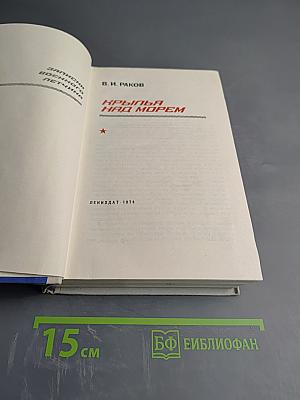 ЗАПИСКИ
ВОЕННОГО
ЛЕТЧИКА
В. И. РАКОВ
КРЫЛЬЯ
НАД МОРЕМ
ЛЕНИЗДАТ·1974
15 см
БФ БИБЛИОФАН